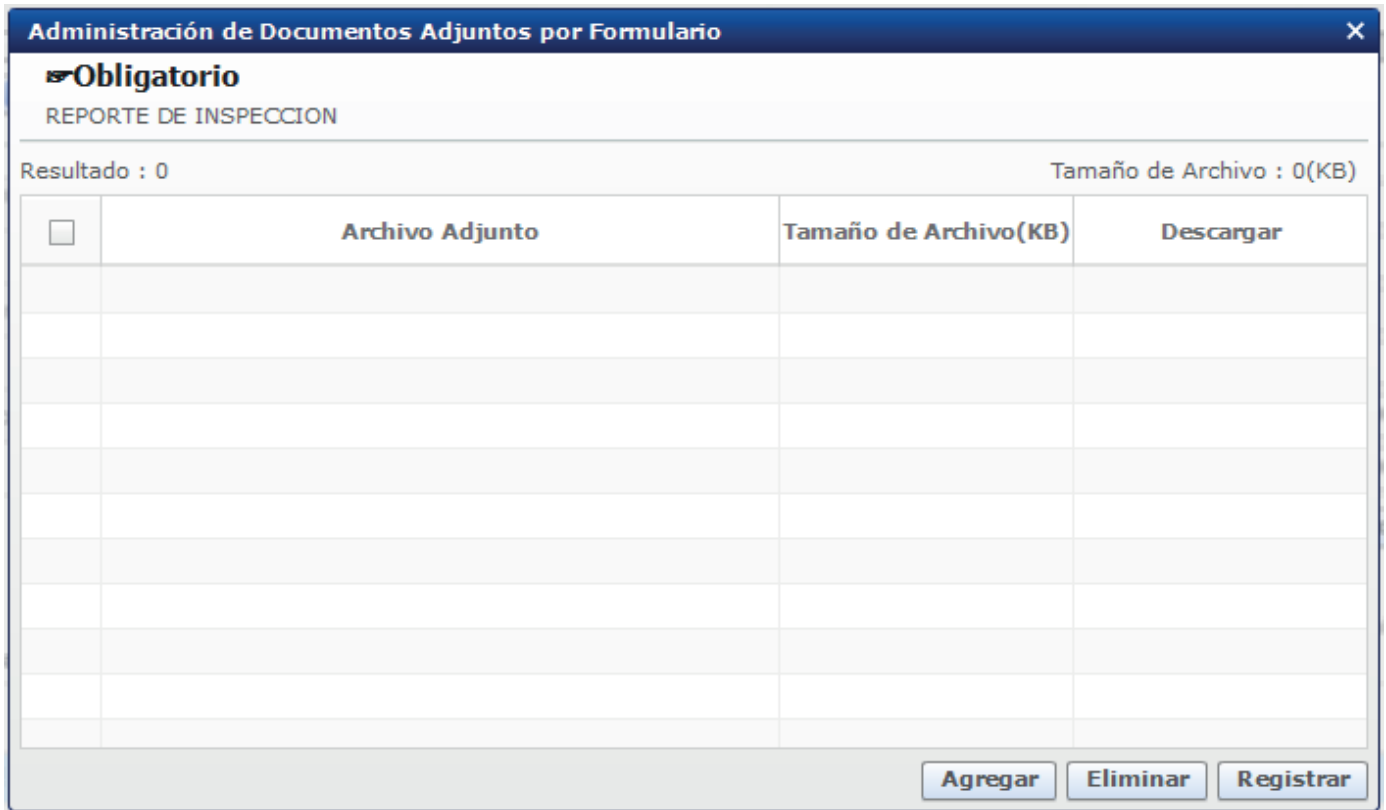 Administración de Documentos Adjuntos por Formulario
☛Obligatorio
REPORTE DE INSPECCION
Resultado : 0 Tamaño de Archivo : 0(KB)
Archivo Adjunto Tamaño de Archivo(KB) Descargar
Agregar Eliminar Registrar